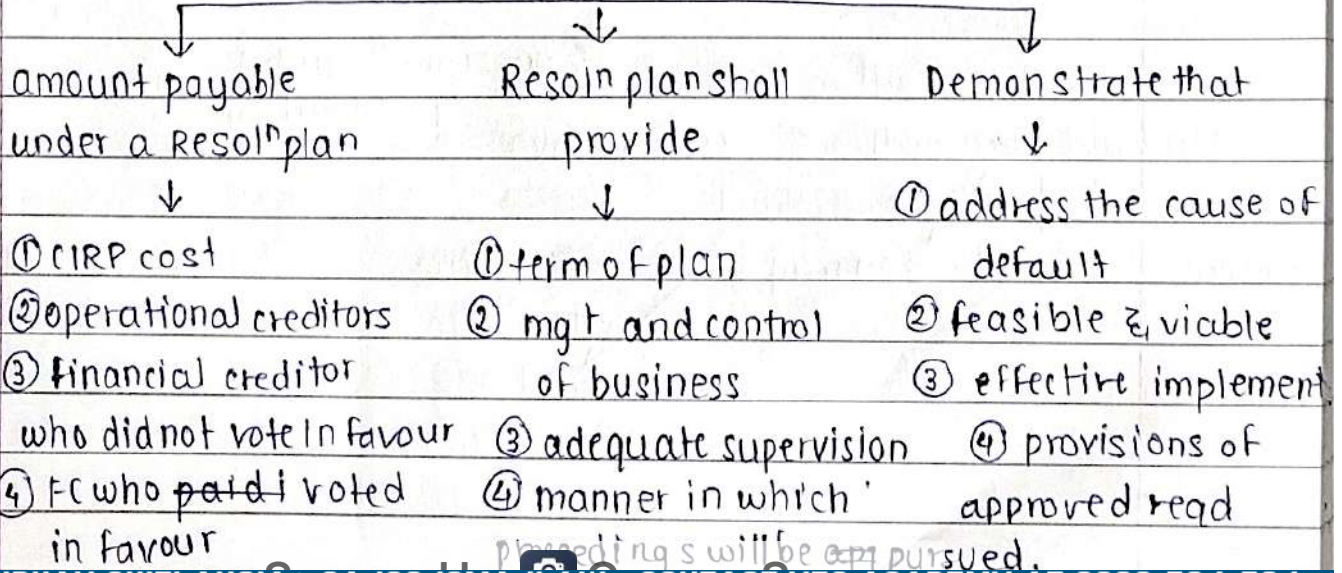 amount payable
under a Resolⁿ plan
① CIRP cost
② operational creditors
③ financial creditor
who did not vote In favour
④ FC who paid i voted
in favour
Resolⁿ plan shall
provide
① term of plan
② mgt and control
of business
③ adequate supervision
④ manner in which
proceedings will be app pursued.
Demonstrate that
① address the cause of
default
② feasible & viable
③ effective implement
④ provisions of
approved reqd